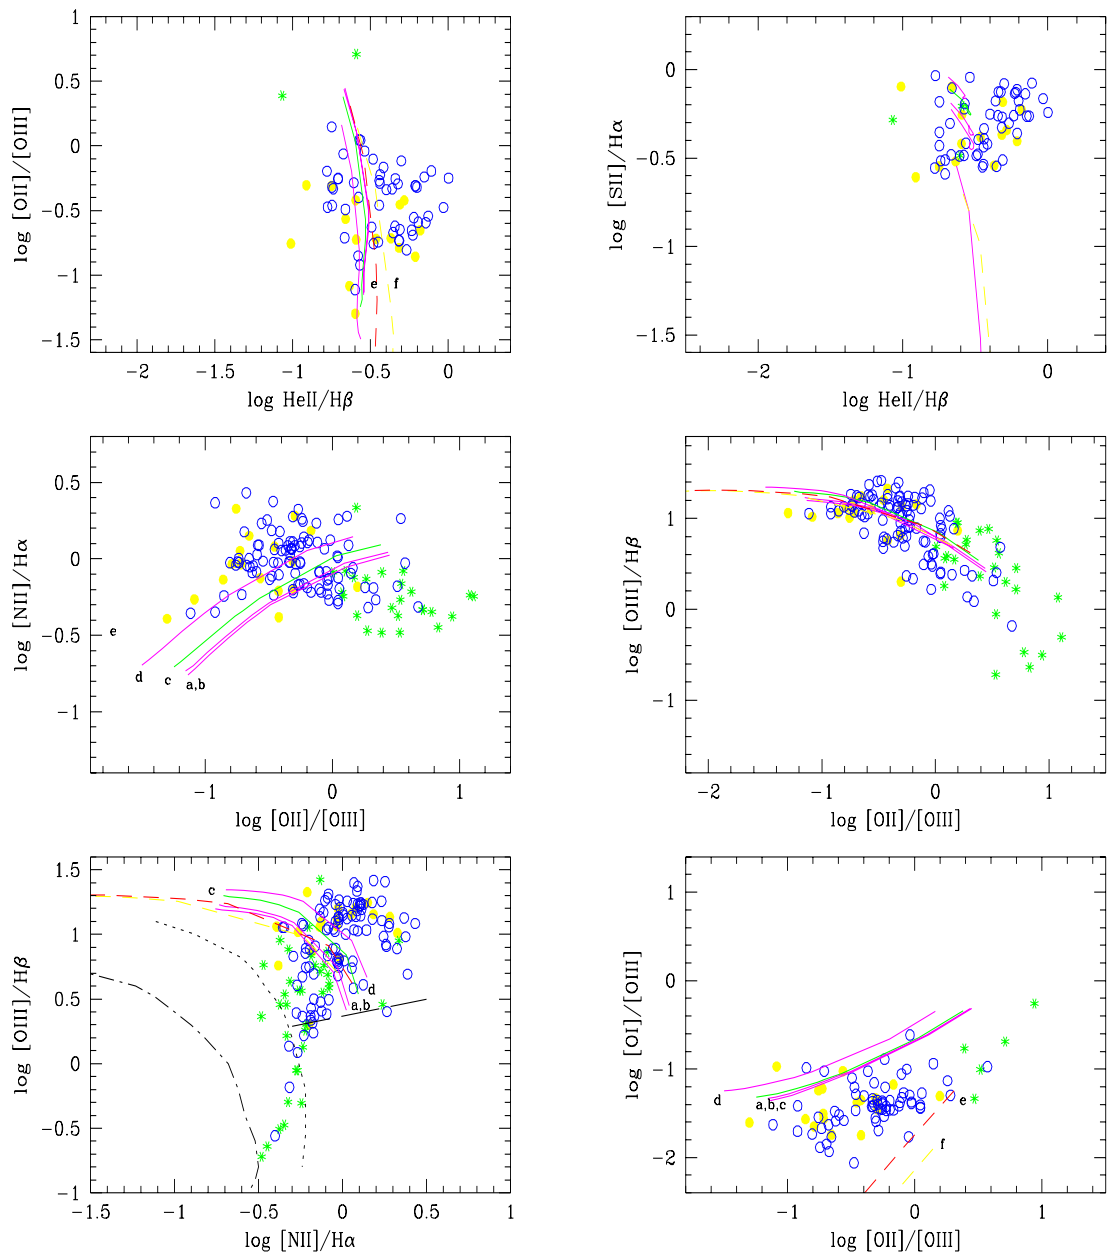 1
0.5
0
−0.5
−1
−1.5
log [OII]/[OIII]
e f
−2 −1.5 −1 −0.5 0
log HeII/Hβ
0
−0.5
−1
−1.5
log [SII]/Hα
−2 −1 0
log HeII/Hβ
0.5
0
−0.5
−1
log [NII]/Hα
e
d c a,b
−1 0 1
log [OII]/[OIII]
1
0
−1
log [OIII]/Hβ
−2 −1 0 1
log [OII]/[OIII]
1.5
1
0.5
0
−0.5
−1
log [OIII]/Hβ
c
d
a,b
−1.5 −1 −0.5 0 0.5 1
log [NII]/Hα
1
0
−1
−2
log [OI]/[OIII]
d a,b,c e
f
−1 0 1
log [OII]/[OIII]